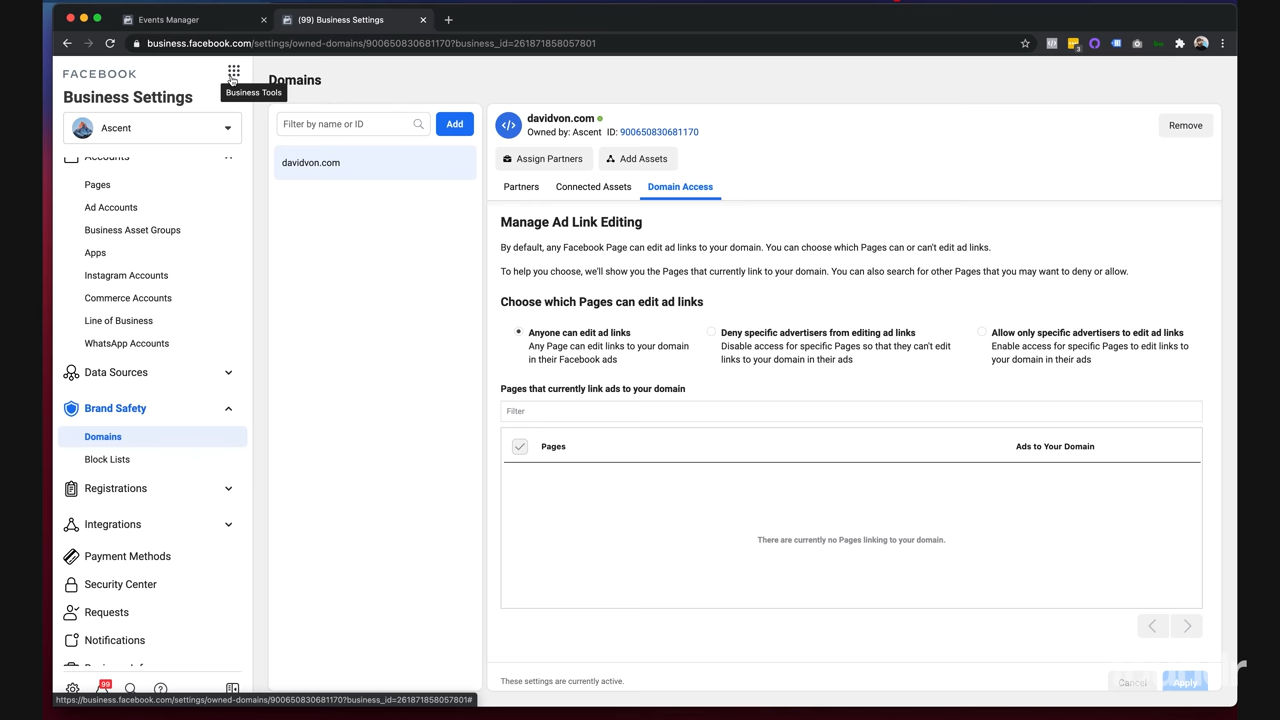 Events Manager
(99) Business Settings
business.facebook.com/settings/owned-domains/900650830681170?business_id=261871858057801
3
FACEBOOK
Business Tools
Business Settings
Ascent
Accounts
Pages
Ad Accounts
Business Asset Groups
Apps
Instagram Accounts
Commerce Accounts
Line of Business
WhatsApp Accounts
Data Sources
Brand Safety
Domains
Block Lists
Registrations
Integrations
Payment Methods
Security Center
Requests
Notifications
99
https://business.facebook.com/settings/owned-domains/900650830681170?business_id=261871858057801#
Domains
Filter by name or ID
Add
davidvon.com
davidvon.com
Owned by: Ascent ID: 900650830681170
Remove
Assign Partners
Add Assets
Partners
Connected Assets
Domain Access
Manage Ad Link Editing
By default, any Facebook Page can edit ad links to your domain. You can choose which Pages can or can't edit ad links.
To help you choose, we'll show you the Pages that currently link to your domain. You can also search for other Pages that you may want to deny or allow.
Choose which Pages can edit ad links
Anyone can edit ad links
Any Page can edit links to your domain
in their Facebook ads
Deny specific advertisers from editing ad links
Disable access for specific Pages so that they can't edit
links to your domain in their ads
Allow only specific advertisers to edit ad links
Enable access for specific Pages to edit links to
your domain in their ads
Pages that currently link ads to your domain
Filter
Pages
Ads to Your Domain
There are currently no Pages linking to your domain.
These settings are currently active.
Cancel
Apply